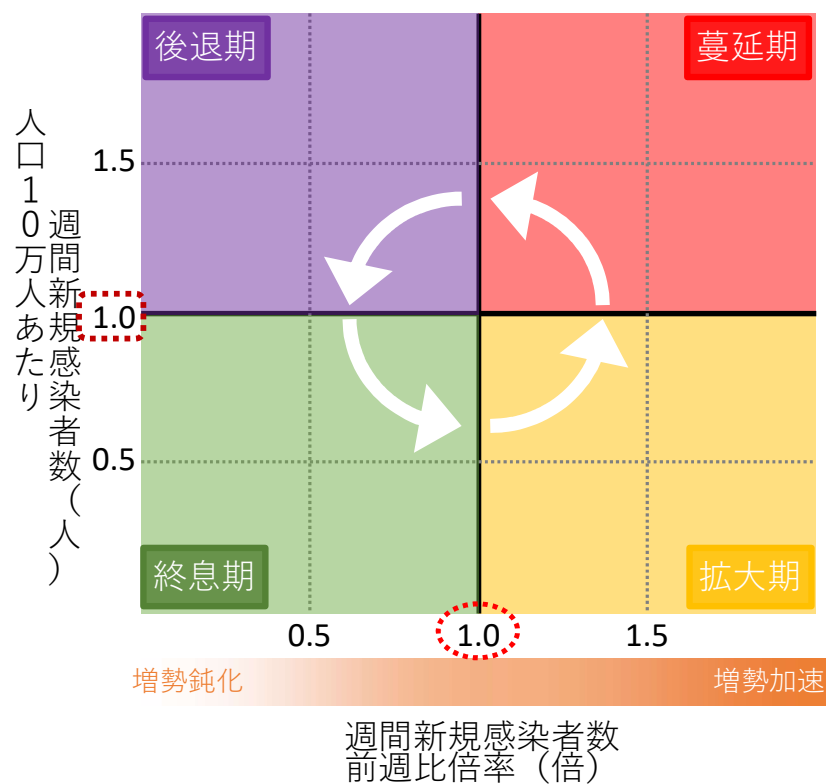 後退期
蔓延期
人口10万人あたり
週間新規感染者数(人)
1.5
1.0
0.5
終息期
拡大期
0.5
1.0
1.5
増勢鈍化
増勢加速
週間新規感染者数
前週比倍率(倍)